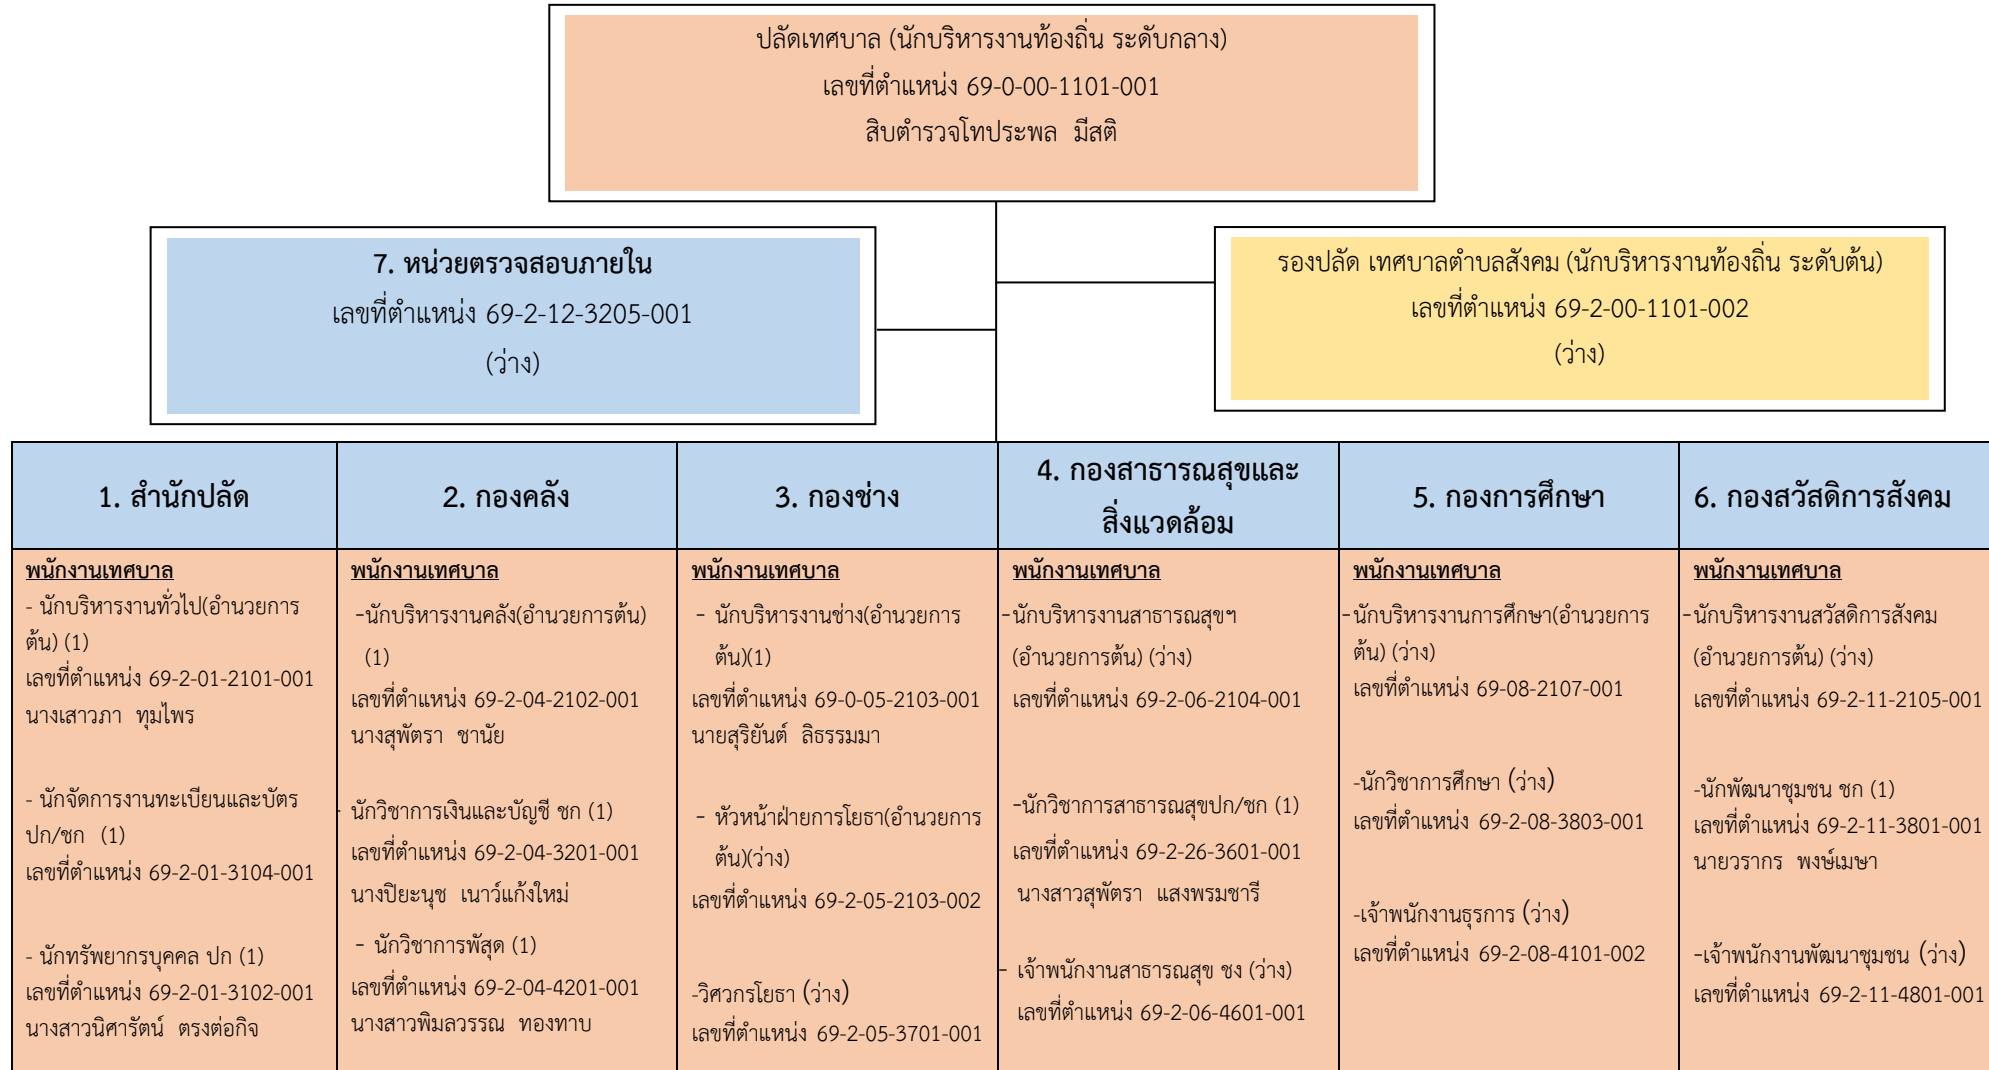 ปลัดเทศบาล (นักบริหารงานท้องถิ่น ระดับกลาง)
เลขที่ตำแหน่ง 69-0-00-1101-001
สิบตำรวจโทประพล มีสติ
7. หน่วยตรวจสอบภายใน
เลขที่ตำแหน่ง 69-2-12-3205-001
(ว่าง)
รองปลัด เทศบาลตำบลสังคม (นักบริหารงานท้องถิ่น ระดับต้น)
เลขที่ตำแหน่ง 69-2-00-1101-002
(ว่าง)
1. สำนักปลัด
พนักงานเทศบาล
- นักบริหารงานทั่วไป(อำนวยการ
ต้น) (1)
เลขที่ตำแหน่ง 69-2-01-2101-001
นางเสาวภา ทุมไพร
- นักจัดการงานทะเบียนและบัตร
ปก/ชก (1)
เลขที่ตำแหน่ง 69-2-01-3104-001
- นักทรัพยากรบุคคล ปก (1)
เลขที่ตำแหน่ง 69-2-01-3102-001
นางสาวนิศารัตน์ ตรงต่อกิจ
2. กองคลัง
พนักงานเทศบาล
-นักบริหารงานคลัง(อำนวยการต้น)
(1)
เลขที่ตำแหน่ง 69-2-04-2102-001
นางสุพัตรา ชานัย
- นักวิชาการเงินและบัญชี ชก (1)
เลขที่ตำแหน่ง 69-2-04-3201-001
นางปิยะนุช เนาว์แก้งใหม่
- นักวิชาการพัสุด (1)
เลขที่ตำแหน่ง 69-2-04-4201-001
นางสาวพิมลวรรณ ทองทาบ
3. กองช่าง
พนักงานเทศบาล
- นักบริหารงานช่าง(อำนวยการ
ต้น)(1)
เลขที่ตำแหน่ง 69-0-05-2103-001
นายสุริยันต์ ลิธรรมมา
- หัวหน้าฝ่ายการโยธา(อำนวยการ
ต้น)(ว่าง)
เลขที่ตำแหน่ง 69-2-05-2103-002
-วิศวกรโยธา (ว่าง)
เลขที่ตำแหน่ง 69-2-05-3701-001
4. กองสาธารณสุขและ
สิ่งแวดล้อม
พนักงานเทศบาล
-นักบริหารงานสาธารณสุขฯ
(อำนวยการต้น) (ว่าง)
เลขที่ตำแหน่ง 69-2-06-2104-001
-นักวิชาการสาธารณสุขปก/ชก (1)
เลขที่ตำแหน่ง 69-2-26-3601-001
นางสาวสุพัตรา แสงพรมชารี
- เจ้าพนักงานสาธารณสุข ชง (ว่าง)
เลขที่ตำแหน่ง 69-2-06-4601-001
5. กองการศึกษา
พนักงานเทศบาล
-นักบริหารงานการศึกษา(อำนวยการ
ต้น) (ว่าง)
เลขที่ตำแหน่ง 69-08-2107-001
-นักวิชาการศึกษา (ว่าง)
เลขที่ตำแหน่ง 69-2-08-3803-001
-เจ้าพนักงานธุรการ (ว่าง)
เลขที่ตำแหน่ง 69-2-08-4101-002
6. กองสวัสดิการสังคม
พนักงานเทศบาล
-นักบริหารงานสวัสดิการสังคม
(อำนวยการต้น) (ว่าง)
เลขที่ตำแหน่ง 69-2-11-2105-001
-นักพัฒนาชุมชน ชก (1)
เลขที่ตำแหน่ง 69-2-11-3801-001
นายวรากร พงษ์เมษา
-เจ้าพนักงานพัฒนาชุมชน (ว่าง)
เลขที่ตำแหน่ง 69-2-11-4801-001